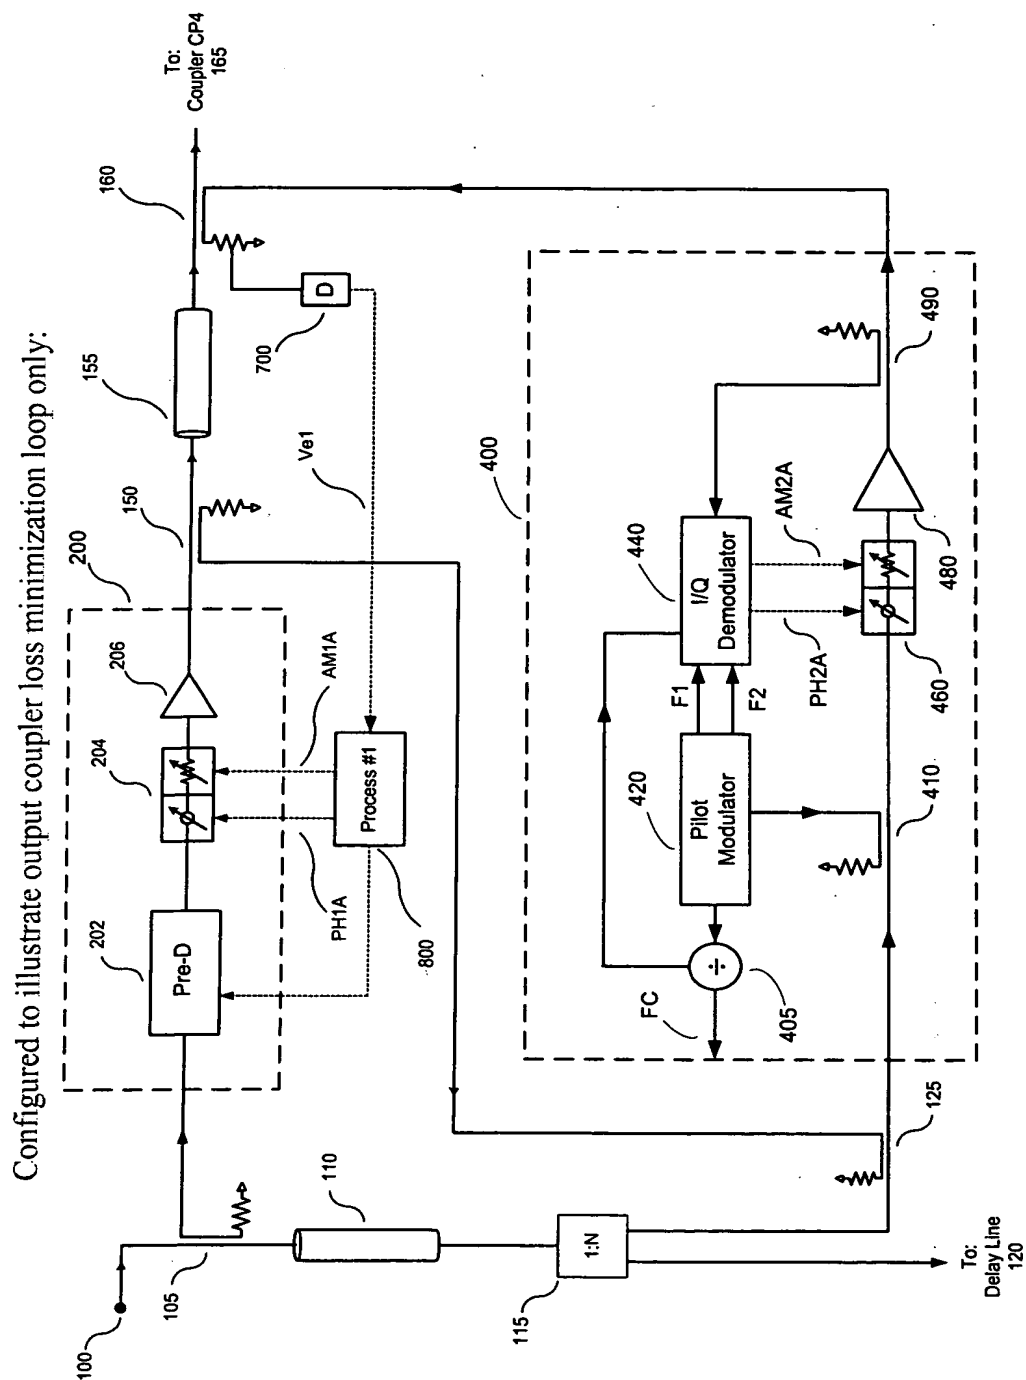 Configured to illustrate output coupler loss minimization loop only:
To:
Coupler CP4
165
160
155
150
200
206
204
202
Pre-D
AM1A
PH1A
Process #1
800
Ve1
D
700
100
105
110
115
1:N
To:
Delay Line
120
125
400
440
I/Q
Demodulator
F1
F2
420
Pilot
Modulator
÷
405
FC
AM2A
PH2A
460
480
490
410